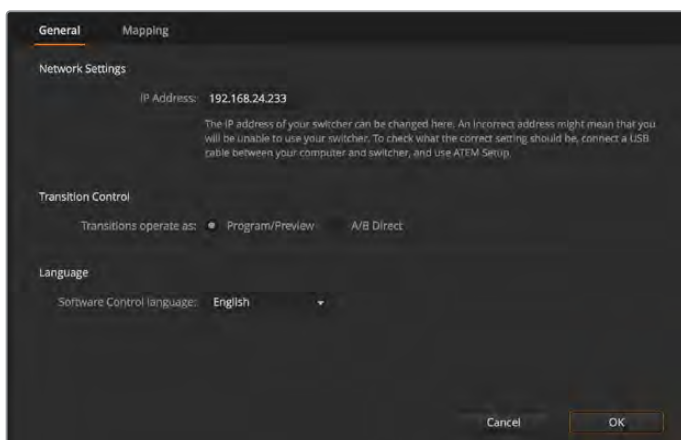 General Mapping
Network Settings
IP Address: 192.168.24.233
The IP address of your switcher can be changed here. An incorrect address might mean that you
will be unable to use your switcher. To check what the correct setting should be, connect a USB
cable between your computer and switcher, and use ATEM Setup.
Transition Control
Transitions operate as: Program/Preview A/B Direct
Language
Software Control language: English
Cancel OK